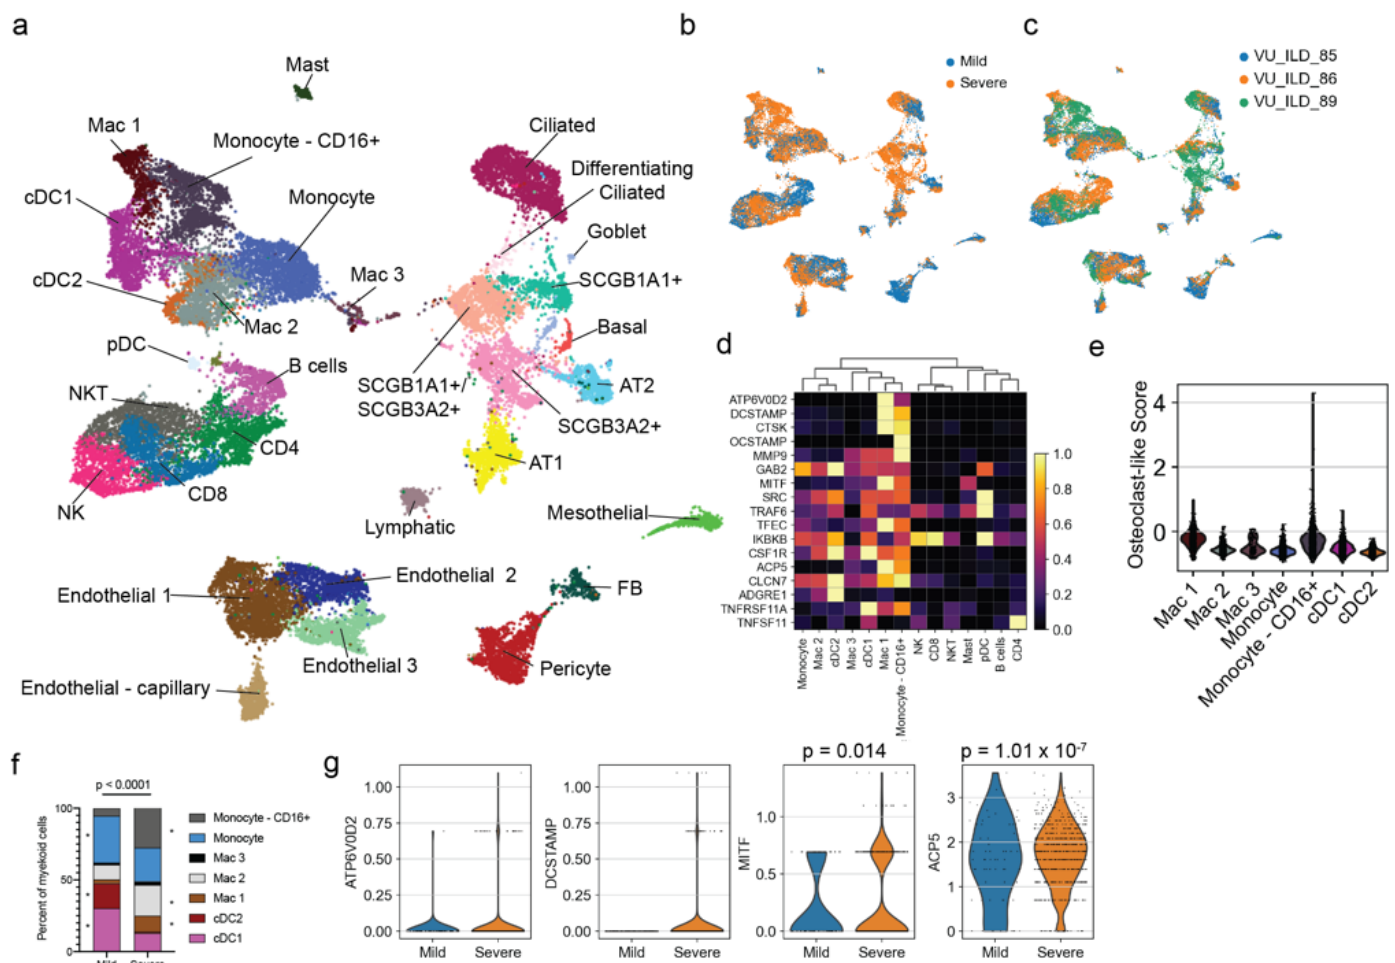 a
Mast
Mac 1
Monocyte - CD16+
cDC1
Monocyte
cDC2
Mac 3
Mac 2
pDC
B cells
NKT
CD4
CD8
NK
Ciliated
Differentiating
Ciliated
Goblet
SCGB1A1+
Basal
SCGB1A1+/
SCGB3A2+
AT2
SCGB3A2+
AT1
Lymphatic
Mesothelial
Endothelial 1
Endothelial 2
Endothelial 3
Endothelial - capillary
FB
Pericyte
b
Mild
Severe
c
VU_ILD_85
VU_ILD_86
VU_ILD_89
d
ATP6V0D2
DCSTAMP
CTSK
OCSTAMP
MMP9
GAB2
MITF
SRC
TRAF6
TFEC
IKBKB
CSF1R
ACP5
CLCN7
ADGRE1
TNFRSF11A
TNFSF11
1.0
0.8
0.6
0.4
0.2
0.0
Monocyte
Mac 2
cDC2
Mac 3
cDC1
Mac 1
Monocyte - CD16+
NK
CD8
NKT
Mast
pDC
B cells
CD4
e
Osteoclast-like Score
4
2
0
Mac 1
Mac 2
Mac 3
Monocyte
Monocyte - CD16+
cDC1
cDC2
f
p < 0.0001
Percent of myekoid cells
100
50
0
Mild
Severe
Monocyte - CD16+
Monocyte
Mac 3
Mac 2
Mac 1
cDC2
cDC1
g
ATP6V0D2
1.00
0.75
0.50
0.25
0.00
Mild
Severe
DCSTAMP
1.00
0.75
0.50
0.25
0.00
Mild
Severe
p = 0.014
MITF
1.0
0.5
0.0
Mild
Severe
p = 1.01 x 10-7
ACP5
3
2
1
0
Mild
Severe